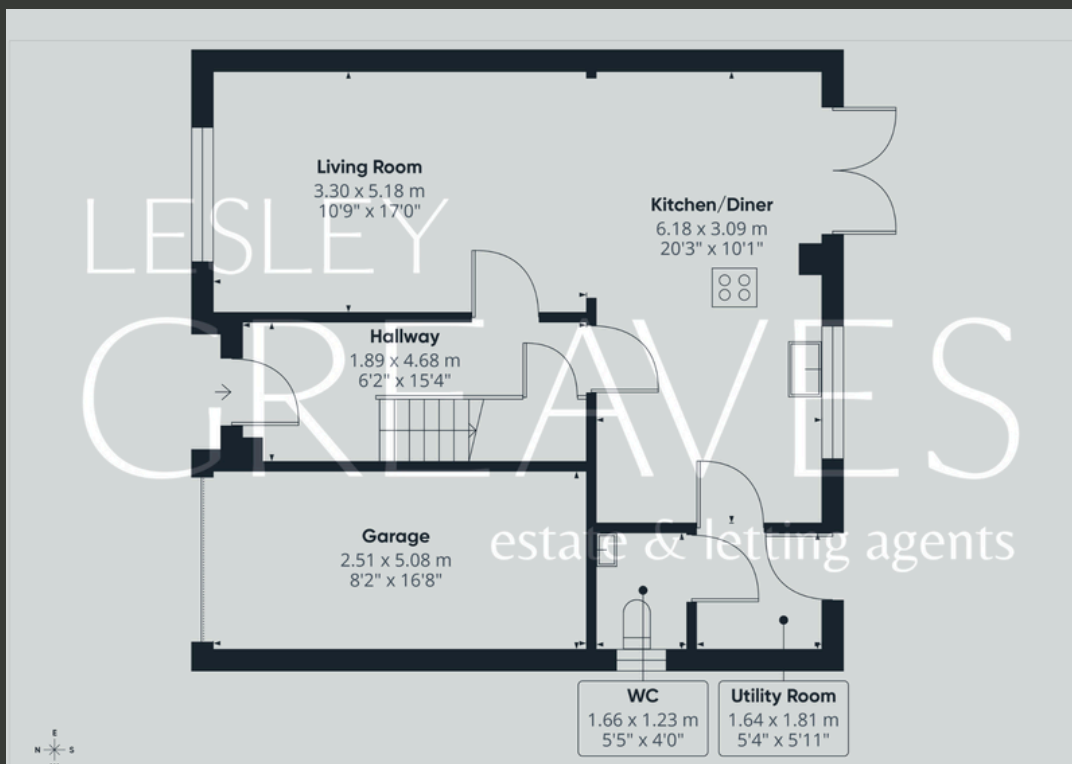 Living Room
3.30 x 5.18 m
10'9" x 17'0"
Kitchen/Diner
6.18 x 3.09 m
20'3" x 10'1"
LESLEY
GREAVES
estate & letting agents
Hallway
1.89 x 4.68 m
6'2" x 15'4"
Garage
2.51 x 5.08 m
8'2" x 16'8"
WC
1.66 x 1.23 m
5'5" x 4'0"
Utility Room
1.64 x 1.81 m
5'4" x 5'11"
E
N S